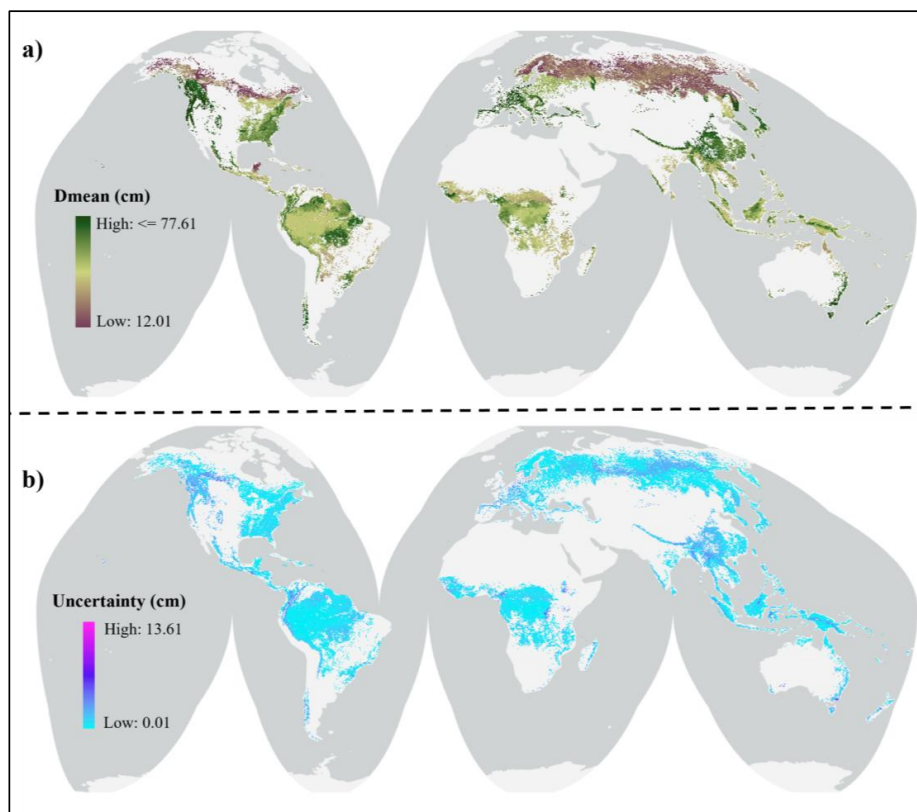 a)
Dmean (cm)
High: <= 77.61
Low: 12.01
b)
Uncertainty (cm)
High: 13.61
Low: 0.01